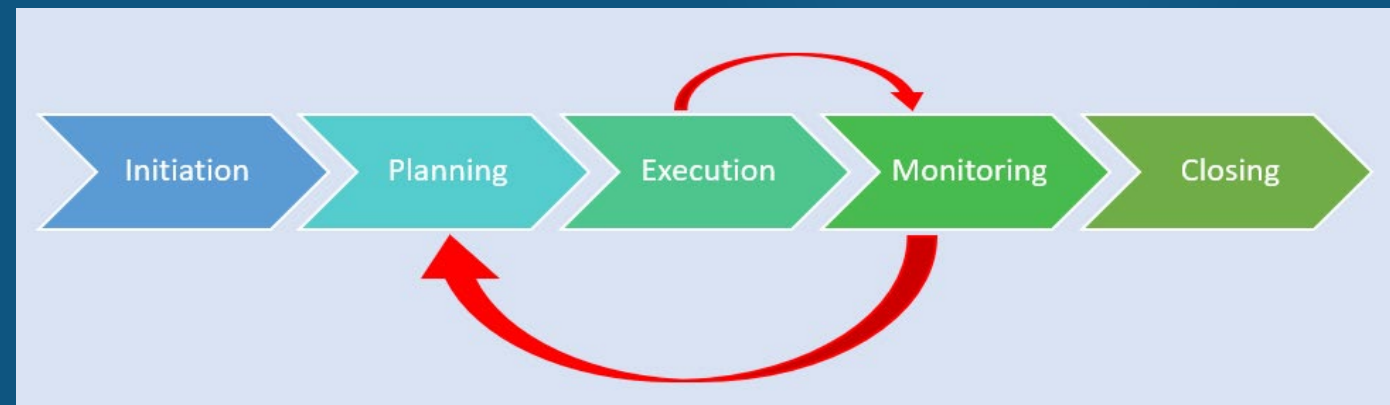 Initiation
Planning
Execution
Monitoring
Closing